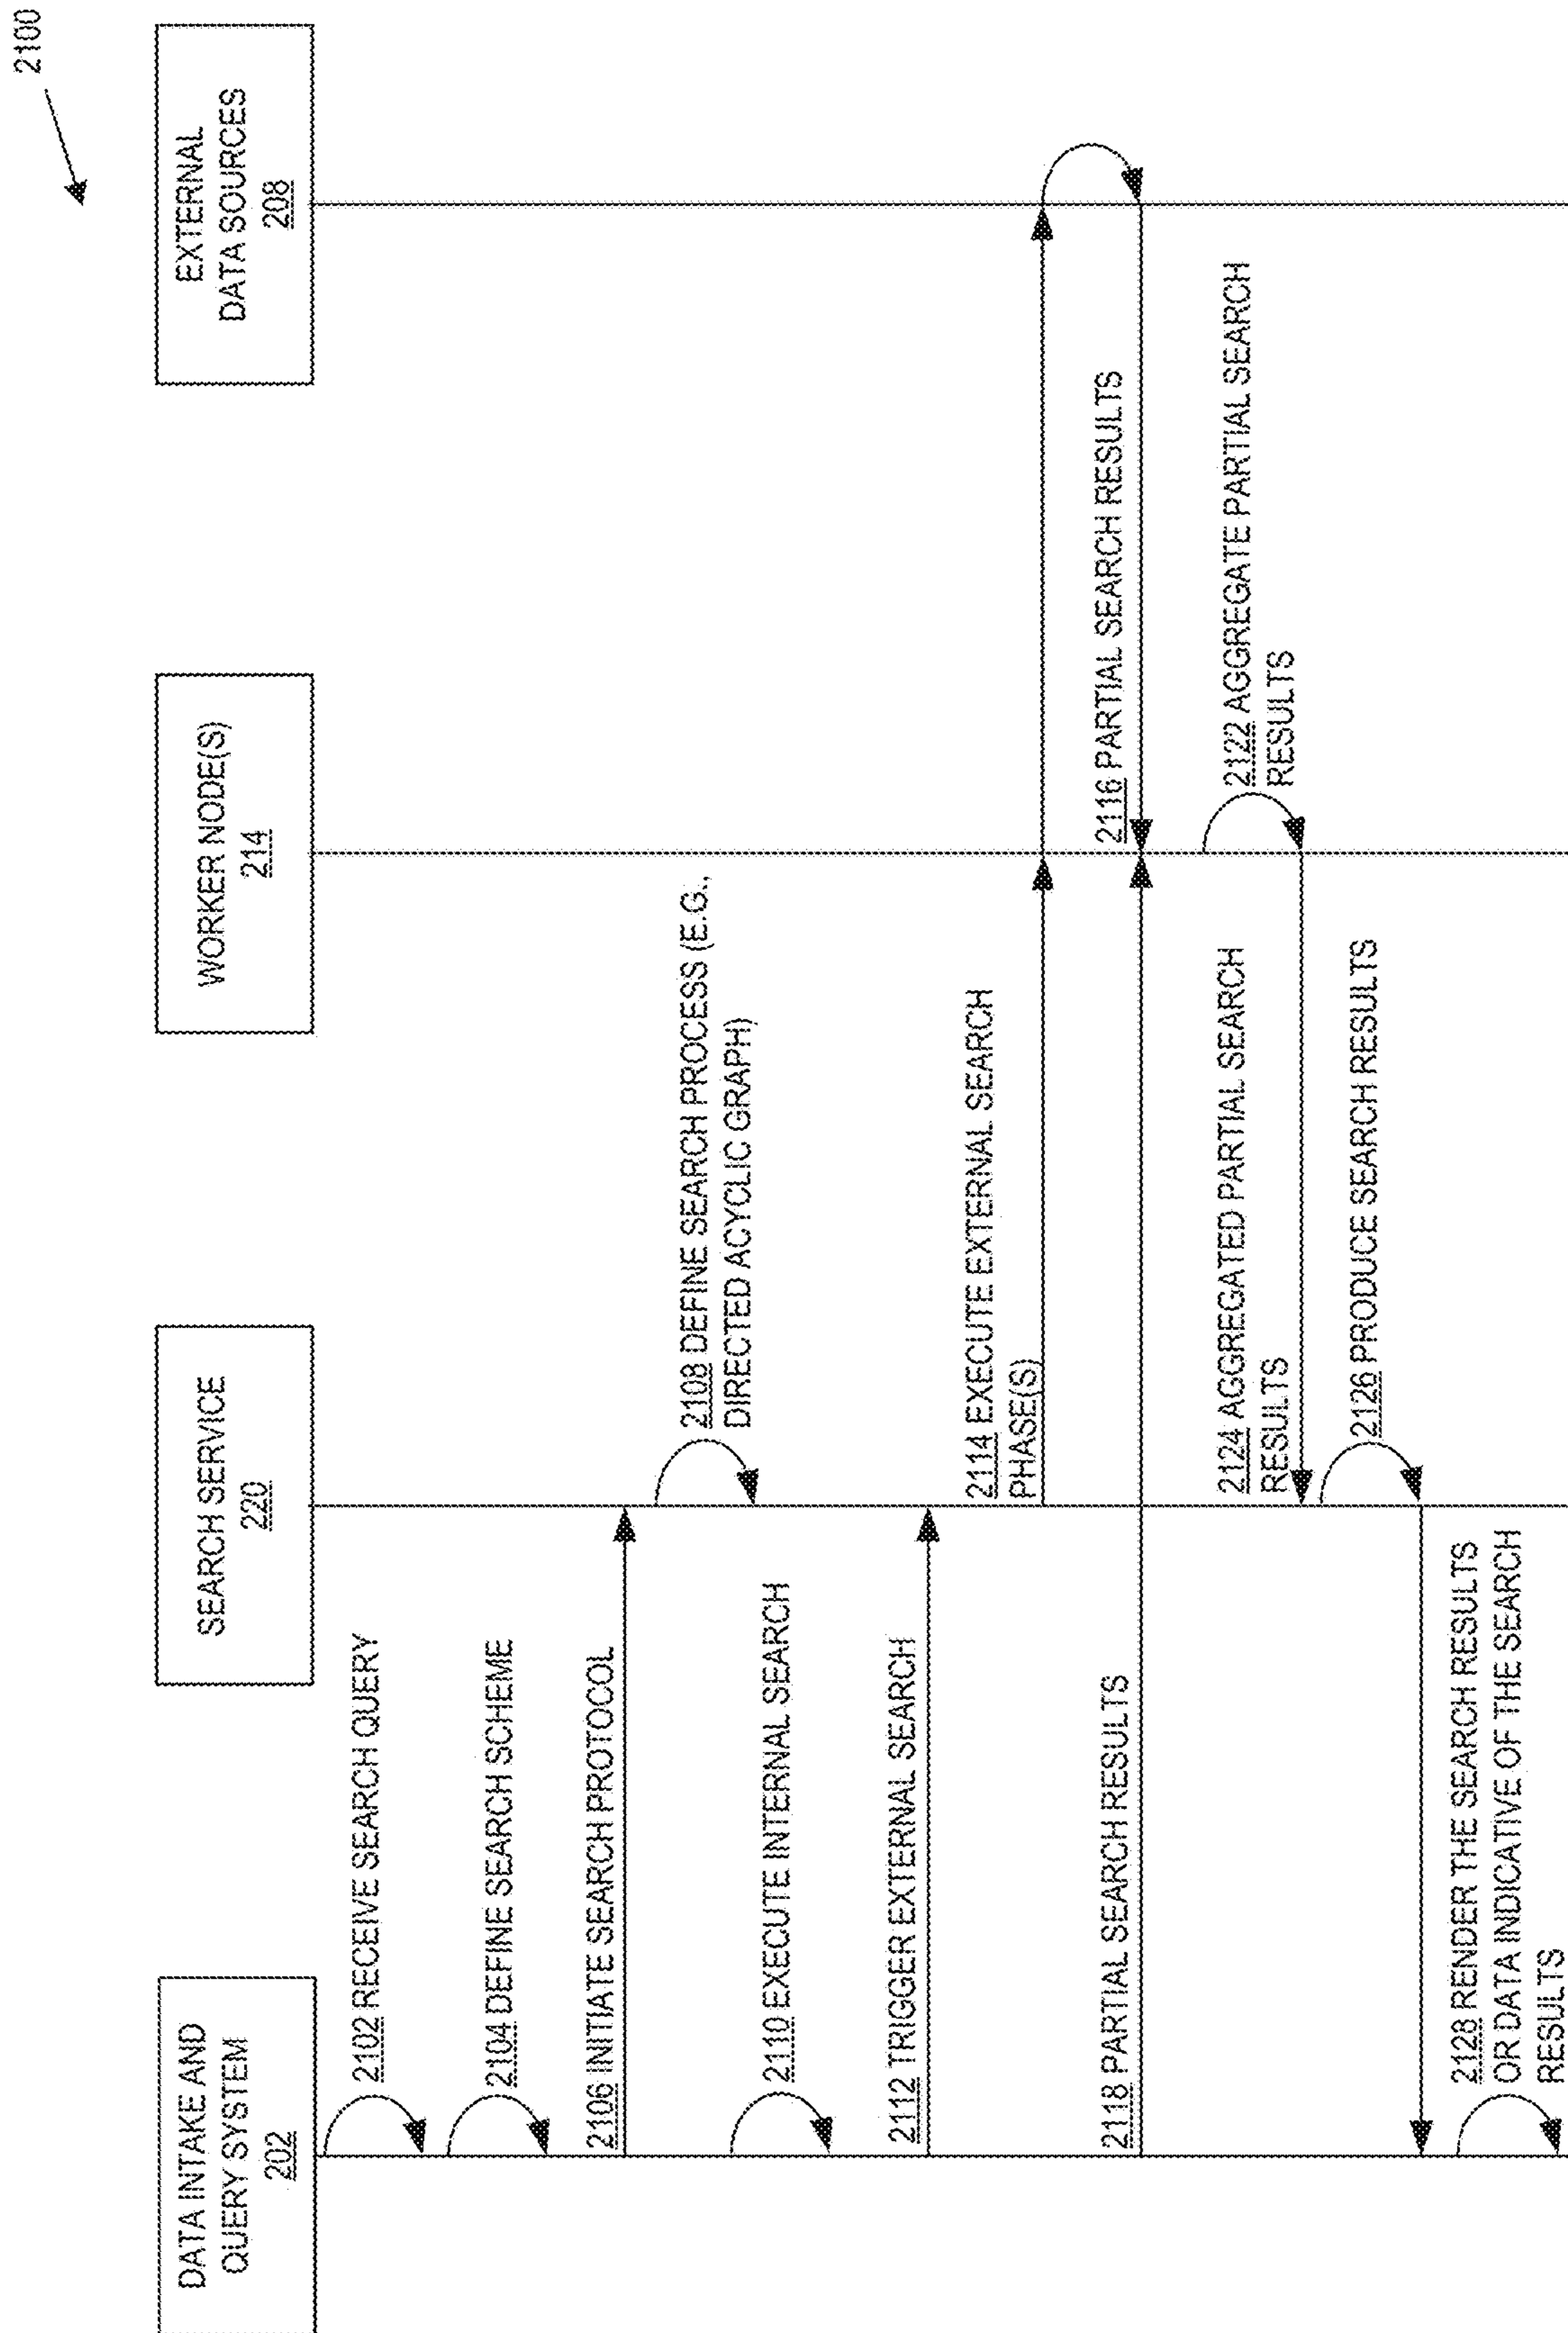 2100
DATA INTAKE AND
QUERY SYSTEM
202
SEARCH SERVICE
220
WORKER NODE(S)
214
EXTERNAL
DATA SOURCES
208
2102 RECEIVE SEARCH QUERY
2104 DEFINE SEARCH SCHEME
2106 INITIATE SEARCH PROTOCOL
2108 DEFINE SEARCH PROCESS (E.G.,
DIRECTED ACYCLIC GRAPH)
2110 EXECUTE INTERNAL SEARCH
2112 TRIGGER EXTERNAL SEARCH
2114 EXECUTE EXTERNAL SEARCH
PHASE(S)
2116 PARTIAL SEARCH RESULTS
2118 PARTIAL SEARCH RESULTS
2122 AGGREGATE PARTIAL SEARCH
RESULTS
2124 AGGREGATED PARTIAL SEARCH
RESULTS
2126 PRODUCE SEARCH RESULTS
2128 RENDER THE SEARCH RESULTS
OR DATA INDICATIVE OF THE SEARCH
RESULTS